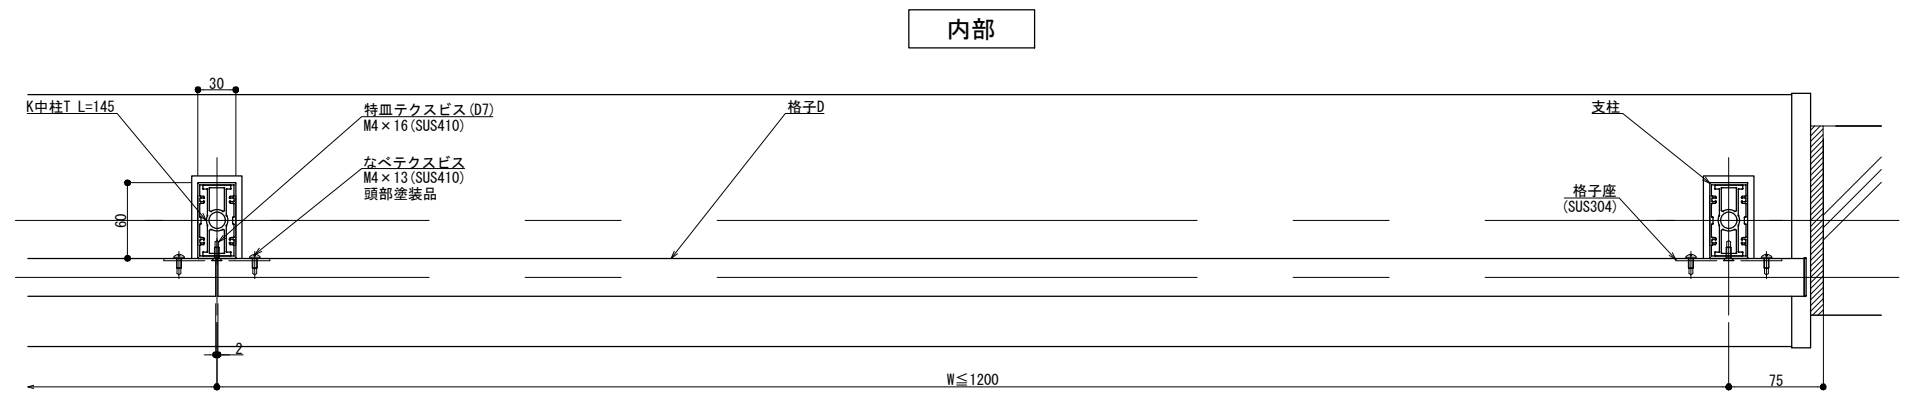 内部
30
K中柱T L=145
特皿テクスビス(D7)
M4×16(SUS410)
格子D
支柱
なべテクスビス
M4×13(SUS410)
頭部塗装品
格子座
(SUS304)
60
2
W≦1200
75